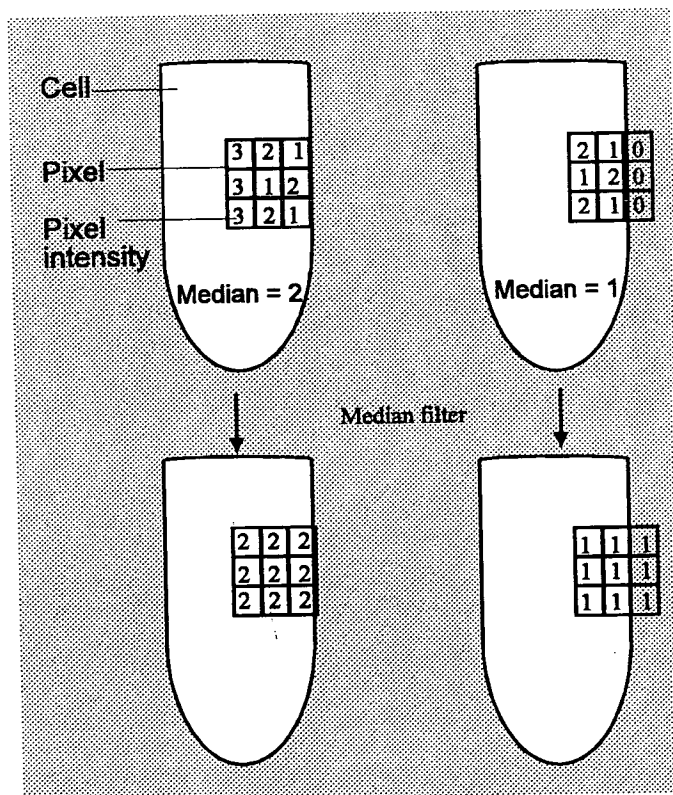 Cell
Pixel
Pixel
intensity
3 2 1
3 1 2
3 2 1
Median = 2
2 1 0
1 2 0
2 1 0
Median = 1
Median filter
2 2 2
2 2 2
2 2 2
1 1 1
1 1 1
1 1 1